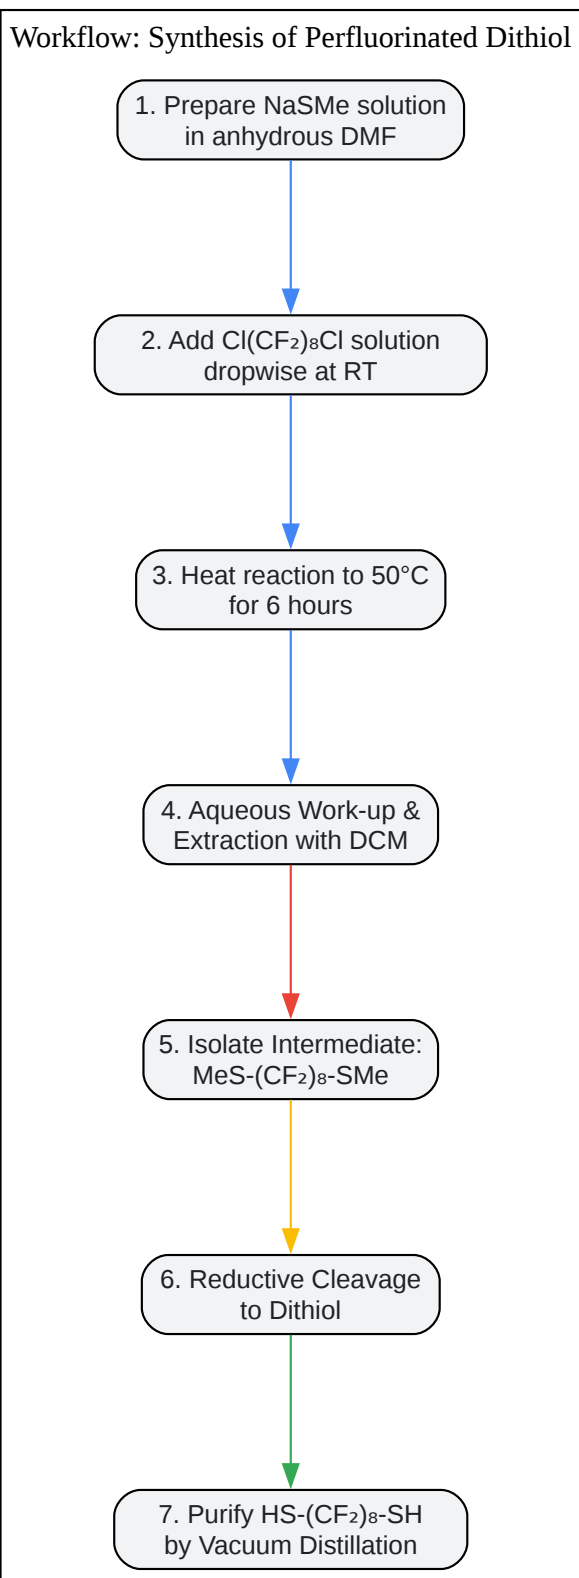 Workflow: Synthesis of Perfluorinated Dithiol
1. Prepare NaSMe solution
in anhydrous DMF
2. Add Cl(CF₂)₈Cl solution
dropwise at RT
3. Heat reaction to 50°C
for 6 hours
4. Aqueous Work-up &
Extraction with DCM
5. Isolate Intermediate:
MeS-(CF₂)₈-SMe
6. Reductive Cleavage
to Dithiol
7. Purify HS-(CF₂)₈-SH
by Vacuum Distillation